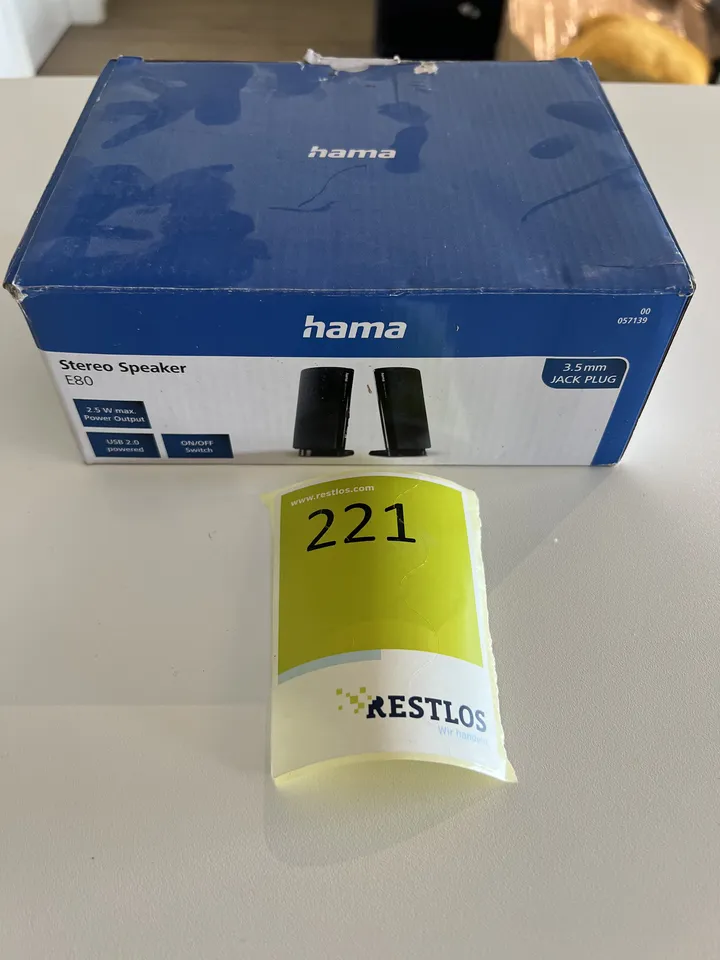 hama
hama
00
057139
Stereo Speaker
E80
3.5 mm
JACK PLUG
2.5 W max.
Power Output
USB 2.0
powered
ON/OFF
Switch
www.restlos.com
221
RESTLOS
Wir